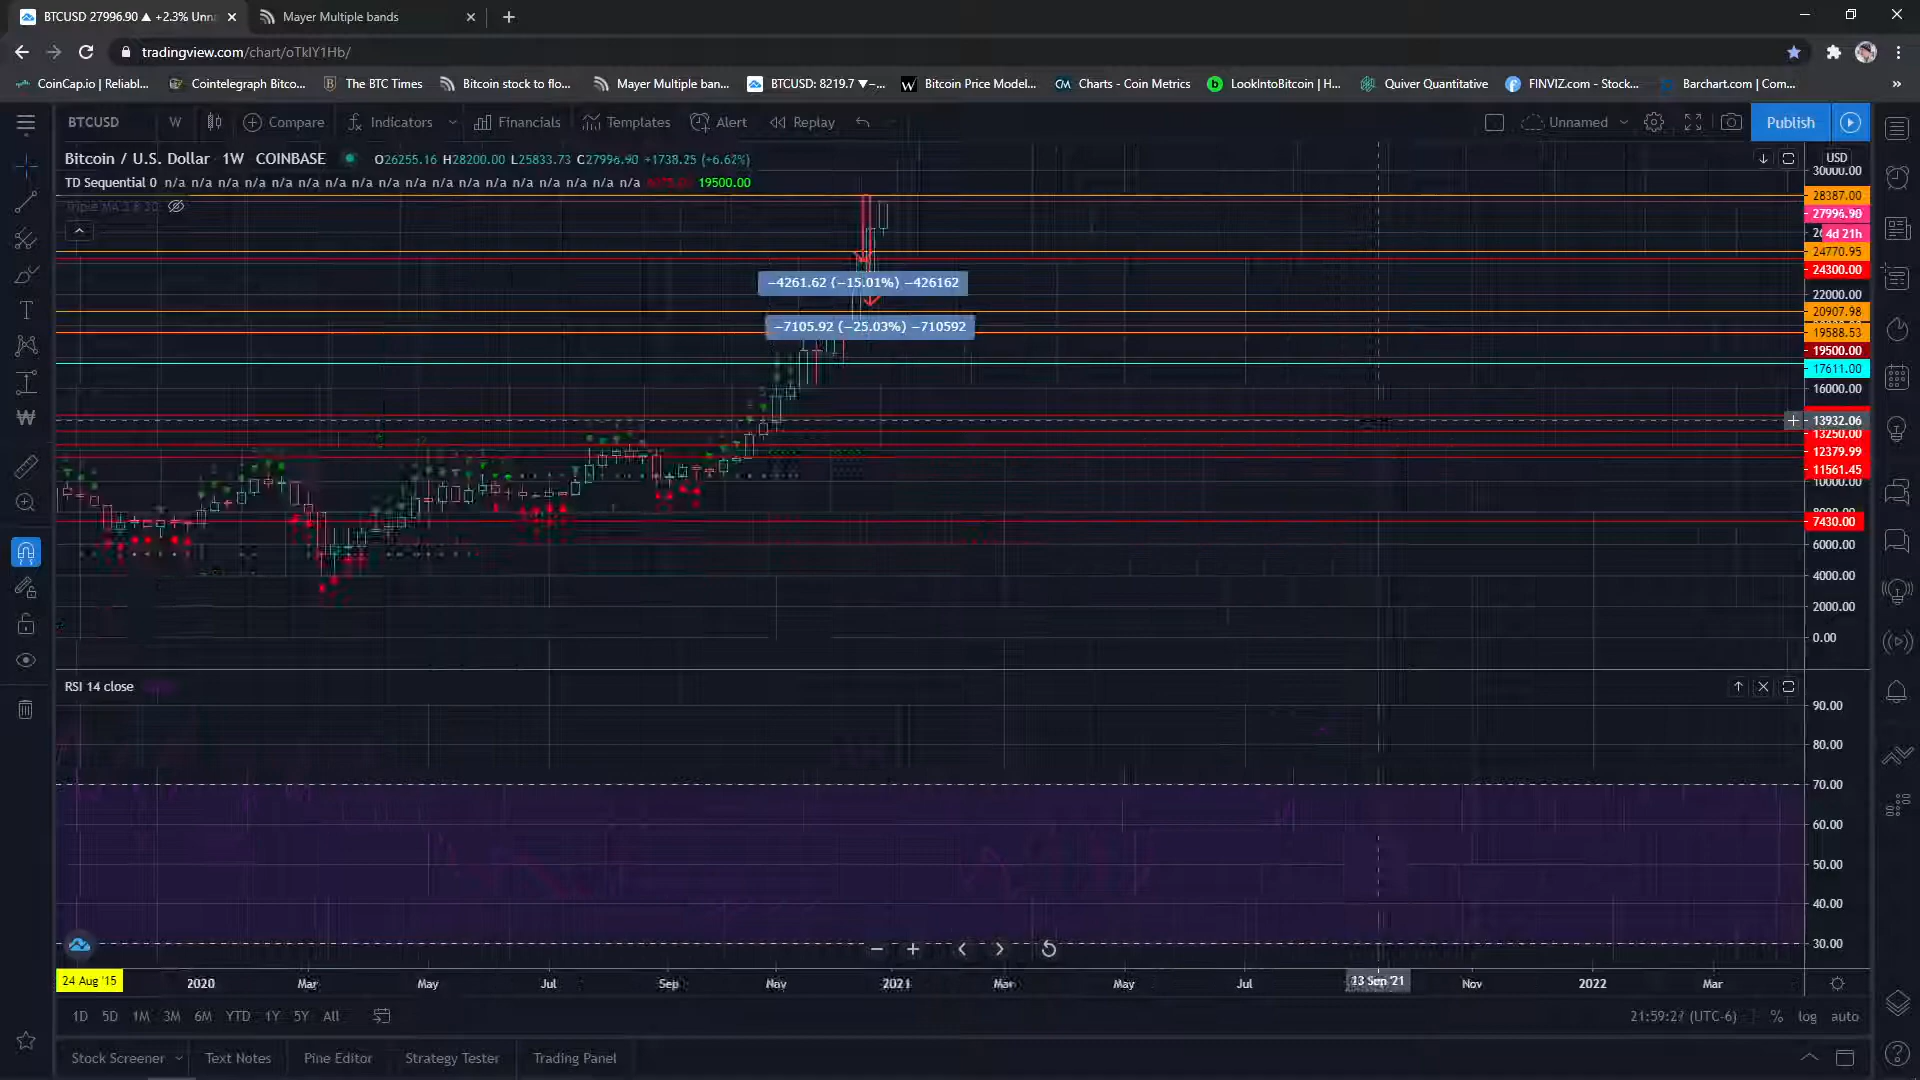 BTCUSD 27996.90 ▲ +2.3% Unn
Mayer Multiple bands
tradingview.com/chart/oTkIY1Hb/
CoinCap.io | Reliabl...
Cointelegraph Bitco...
The BTC Times
Bitcoin stock to flo...
Mayer Multiple ban...
BTCUSD: 8219.7 ▼−...
Bitcoin Price Model...
Charts - Coin Metrics
LookIntoBitcoin | H...
Quiver Quantitative
FINVIZ.com - Stock...
Barchart.com | Com...
»
BTCUSD
W
Compare
Indicators
Financials
Templates
Alert
Replay
Unnamed
Publish
Bitcoin / U.S. Dollar 1W COINBASE O26255.16 H28200.00 L25833.73 C27996.90 +1738.25 (+6.62%)
TD Sequential 0 n/a n/a n/a n/a n/a n/a n/a n/a n/a n/a n/a n/a n/a n/a n/a n/a n/a n/a 19500.00
USD
30000.00
28387.00
27996.90
4d 21h
24770.95
24300.00
22000.00
20907.98
19588.53
19500.00
17611.00
16000.00
13932.06
13250.00
12379.99
11561.45
10000.00
8000.00
7430.00
6000.00
4000.00
2000.00
0.00
−4261.62 (−15.01%) −426162
−7105.92 (−25.03%) −710592
RSI 14 close
90.00
80.00
70.00
60.00
50.00
40.00
30.00
24 Aug '15
2020
Mar
May
Jul
Sep
Nov
2021
Mar
May
Jul
13 Sep '21
Nov
2022
Mar
1D 5D 1M 3M 6M YTD 1Y 5Y All
(UTC-6)
% log auto
Stock Screener
Text Notes
Pine Editor
Strategy Tester
Trading Panel